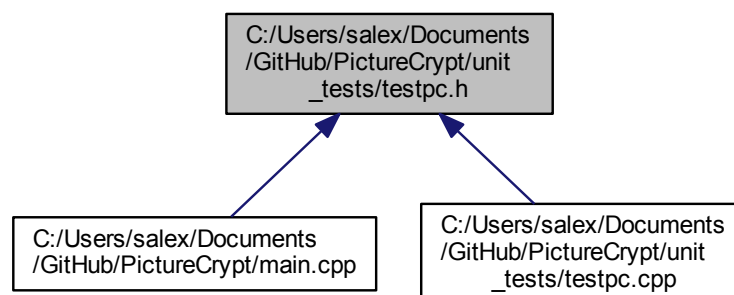 C:/Users/salex/Documents
/GitHub/PictureCrypt/unit
_tests/testpc.h
C:/Users/salex/Documents
/GitHub/PictureCrypt/main.cpp
C:/Users/salex/Documents
/GitHub/PictureCrypt/unit
_tests/testpc.cpp